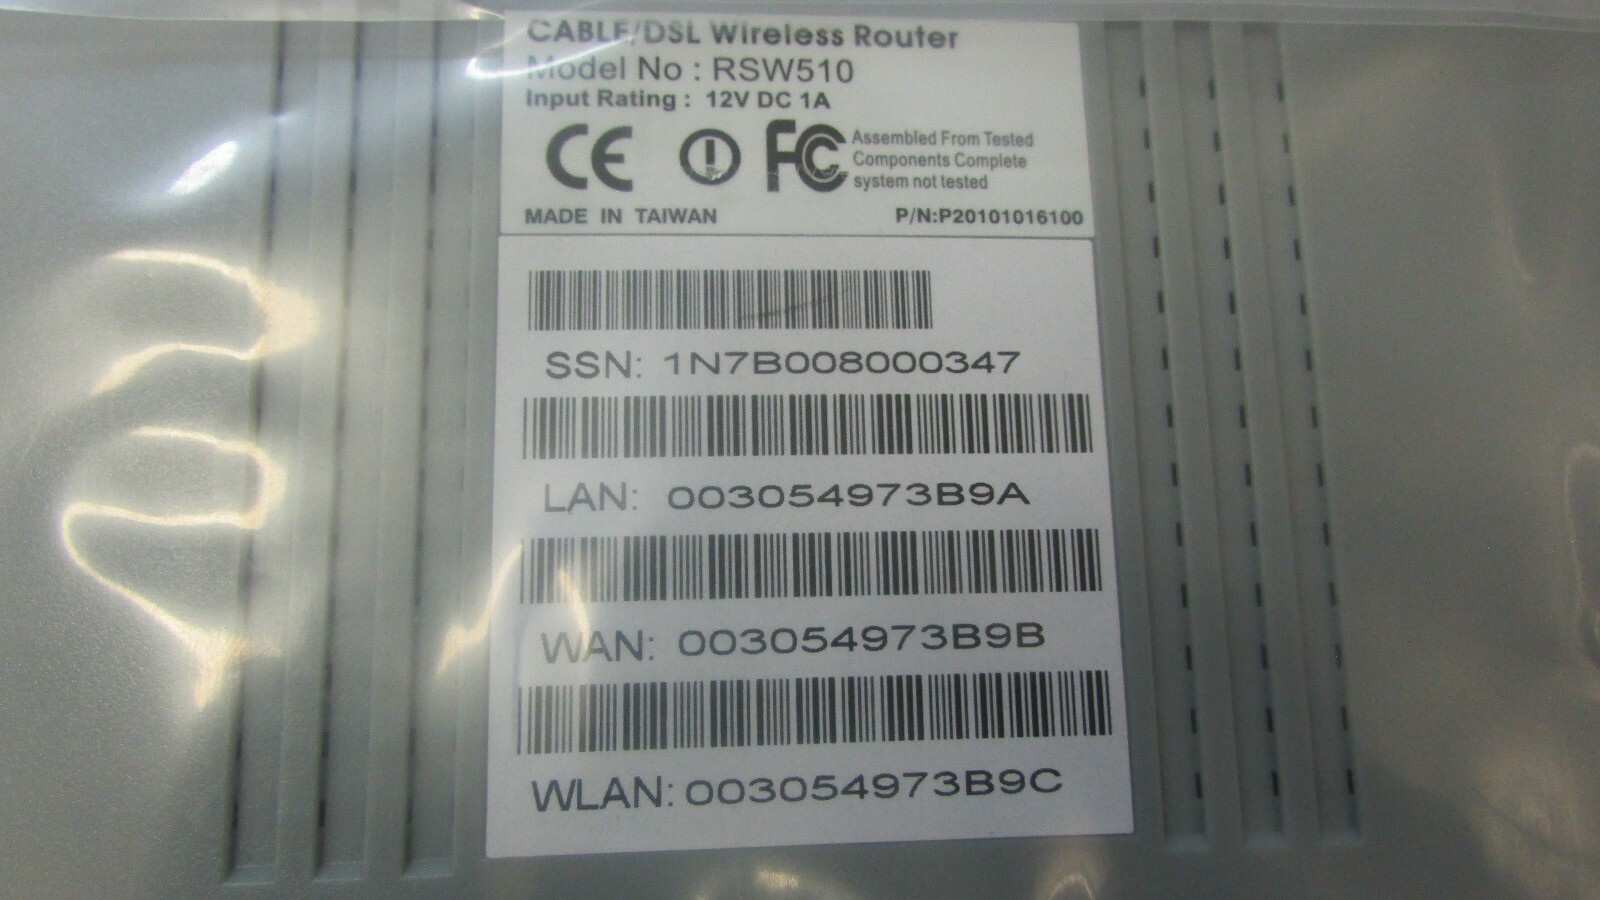 CABLE/DSL Wireless Router
Model No : RSW510
Input Rating : 12V DC 1A
CE FC Assembled From Tested
Components Complete
system not tested
MADE IN TAIWAN P/N:P20101016100
SSN: 1N7B008000347
LAN: 003054973B9A
WAN: 003054973B9B
WLAN: 003054973B9C